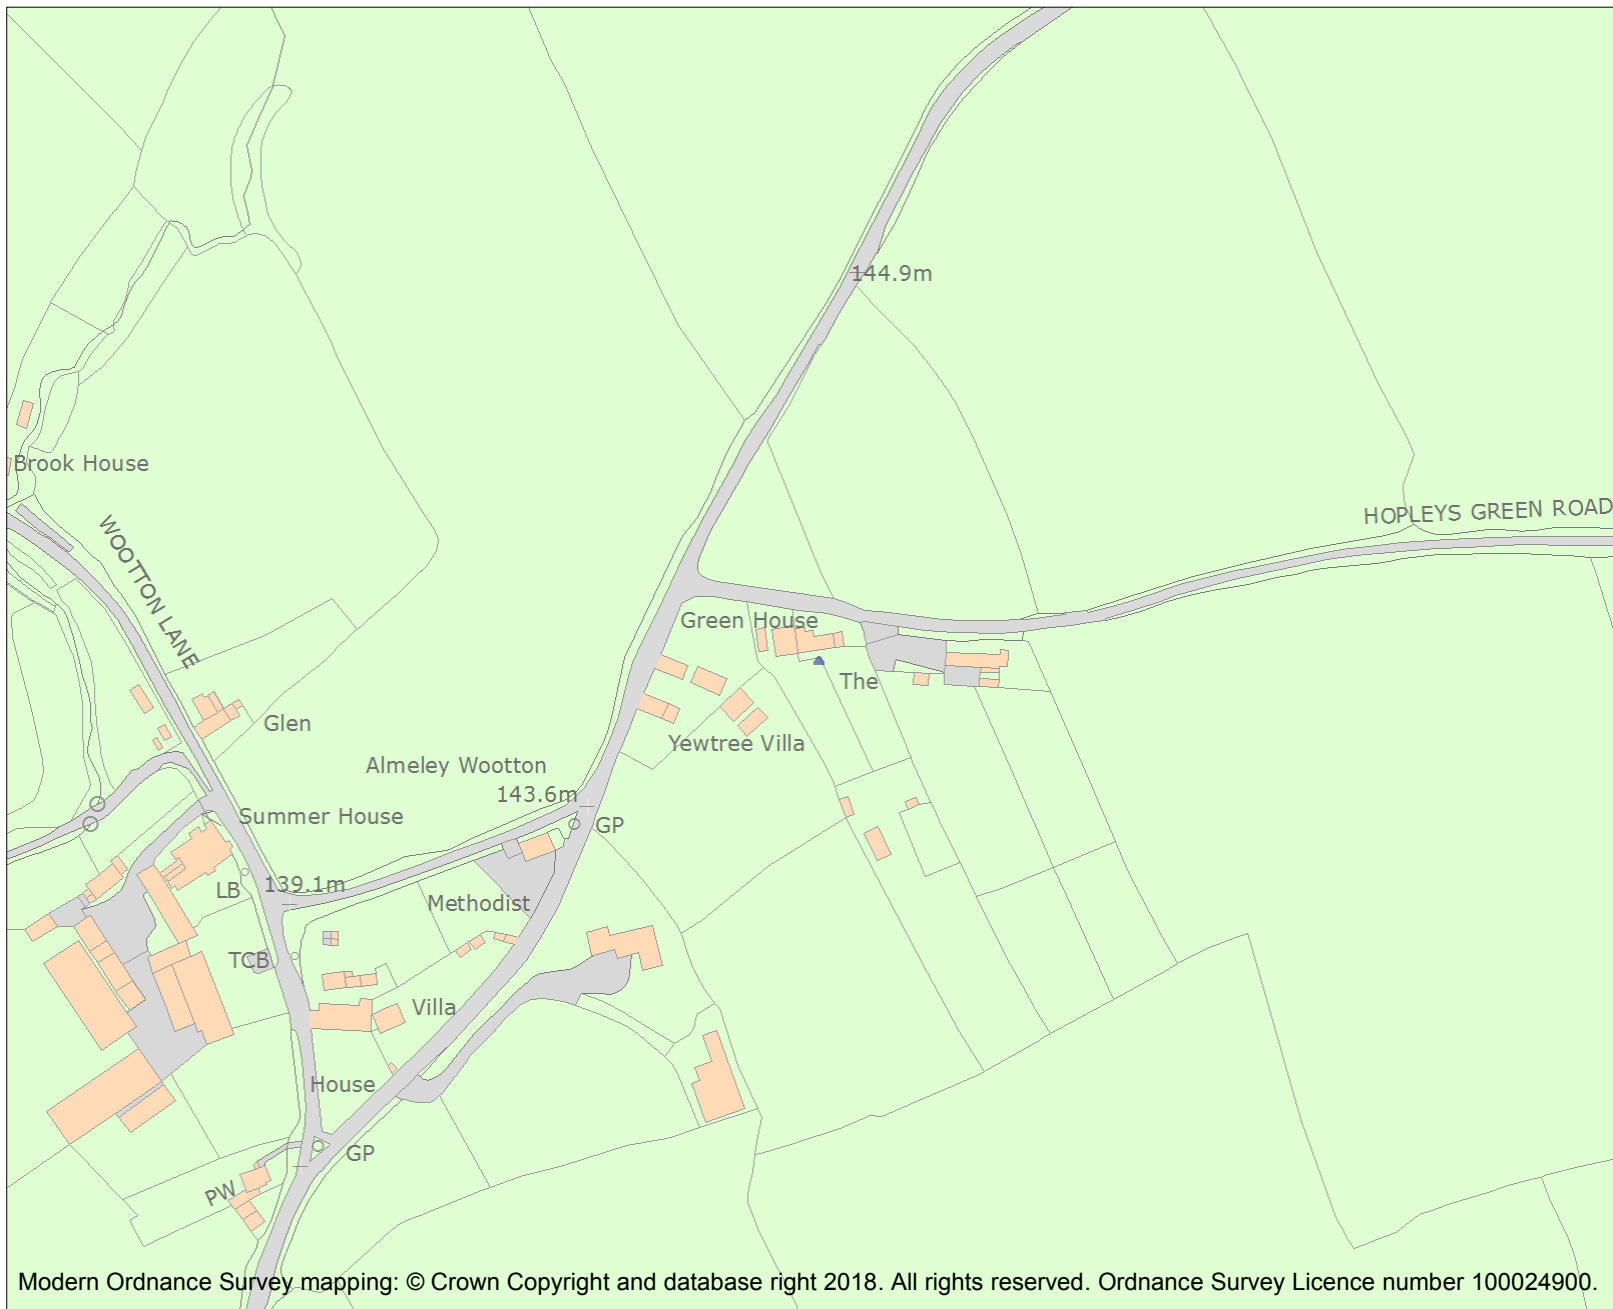 144.9m
Brook House
HOPLEYS GREEN ROAD
WOOTTON LANE
Green House
The
Glen
Yewtree Villa
Almeley Wootton
143.6m
Summer House
GP
LB
139.1m
Methodist
TCB
Villa
House
GP
PW
Modern Ordnance Survey mapping: © Crown Copyright and database right 2018. All rights reserved. Ordnance Survey Licence number 100024900.